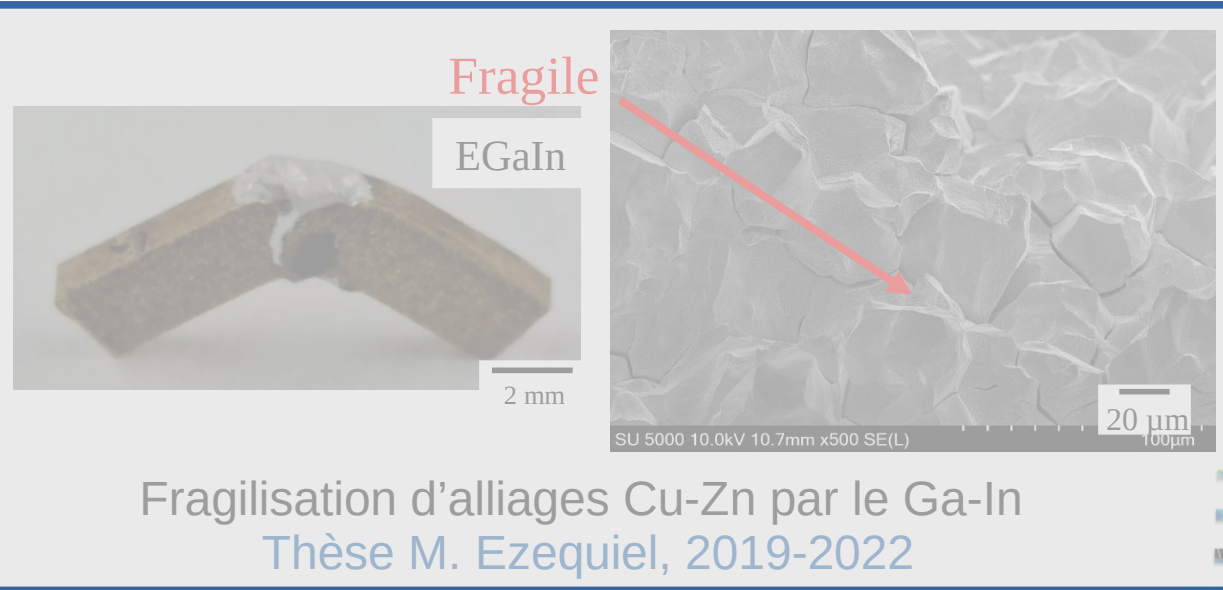 Fragile
EGaIn
2 mm
20 µm
SU 5000 10.0kV 10.7mm x500 SE(L)
100µm
Fragilisation d’alliages Cu-Zn par le Ga-In
Thèse M. Ezequiel, 2019-2022